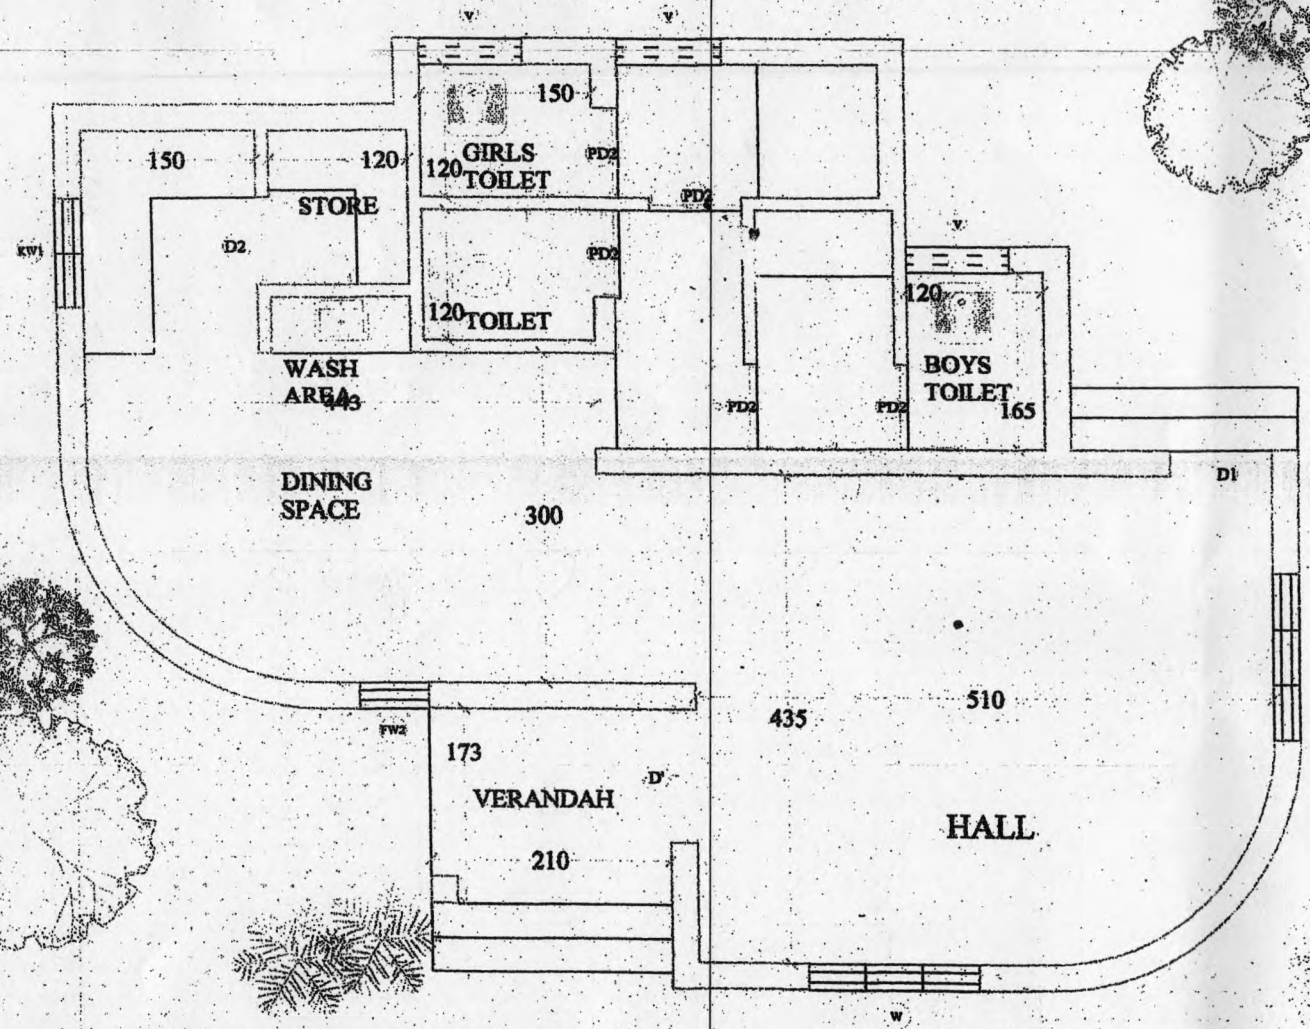 V
V
150
PD2
150
120
120
GIRLS
TOILET
STORE
PD2
V
KW1
D2
PD2
120
120
TOILET
WASH
AREA
443
BOYS
TOILET
165
PD2
PD2
D1
DINING
SPACE
300
510
435
FW2
173
D'
VERANDAH
HALL
210
W